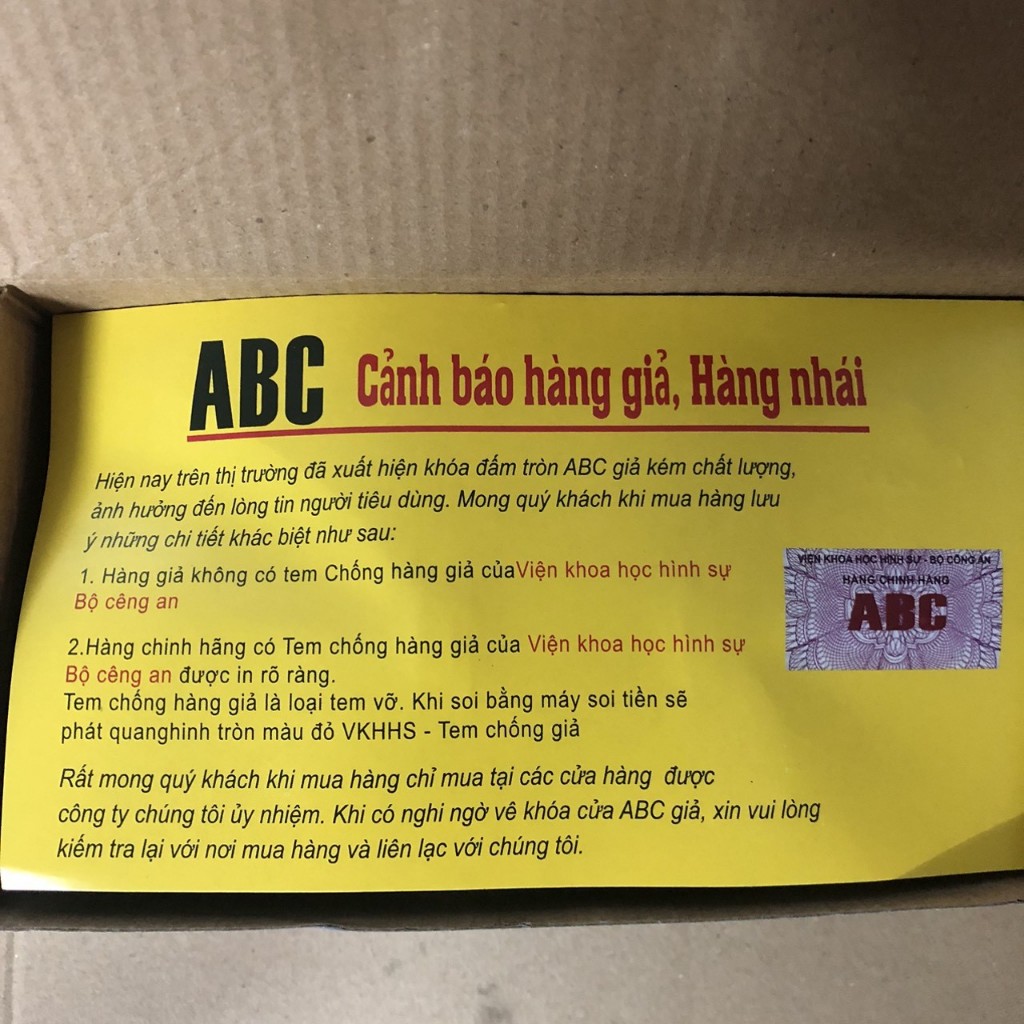 ABC Cảnh báo hàng giả, Hàng nhái
Hiện nay trên thị trường đã xuất hiện khóa đấm tròn ABC giả kém chất lượng,
ảnh hưởng đến lòng tin người tiêu dùng. Mong quý khách khi mua hàng lưu
ý những chi tiết khác biệt như sau:
1. Hàng giả không có tem Chống hàng giả củaViện khoa học hình sự
Bộ cêng an
2.Hàng chinh hãng có Tem chống hàng giả của Viện khoa học hình sự
Bộ cêng an được in rõ ràng.
Tem chống hàng giả là loại tem vỡ. Khi soi bằng máy soi tiền sẽ
phát quanghinh tròn màu đỏ VKHHS - Tem chống giả
VIỆN KHOA HỌC HÌNH SỰ - BỘ CÔNG AN
HÀNG CHÍNH HÃNG
ABC
Rất mong quý khách khi mua hàng chỉ mua tại các cửa hàng được
công ty chúng tôi ủy nhiệm. Khi có nghi ngờ vê khóa cửa ABC giả, xin vui lòng
kiếm tra lại với nơi mua hàng và liên lạc với chúng tôi.